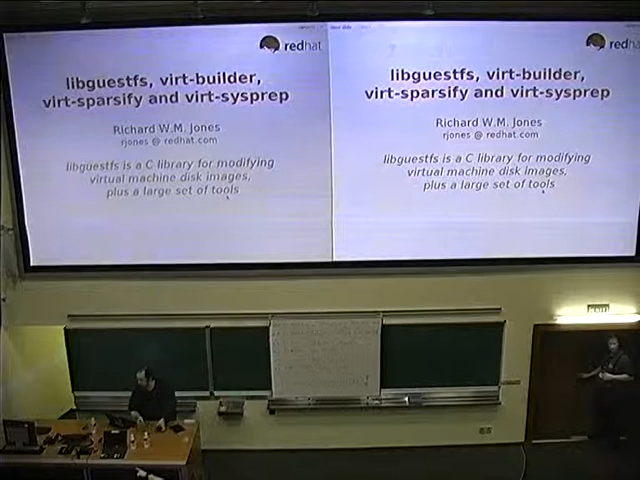 redhat
libguestfs, virt-builder,
virt-sparsify and virt-sysprep
Richard W.M. Jones
rjones @ redhat.com
libguestfs is a C library for modifying
virtual machine disk images,
plus a large set of tools
redhat
libguestfs, virt-builder,
virt-sparsify and virt-sysprep
Richard W.M. Jones
rjones @ redhat.com
libguestfs is a C library for modifying
virtual machine disk images,
plus a large set of tools